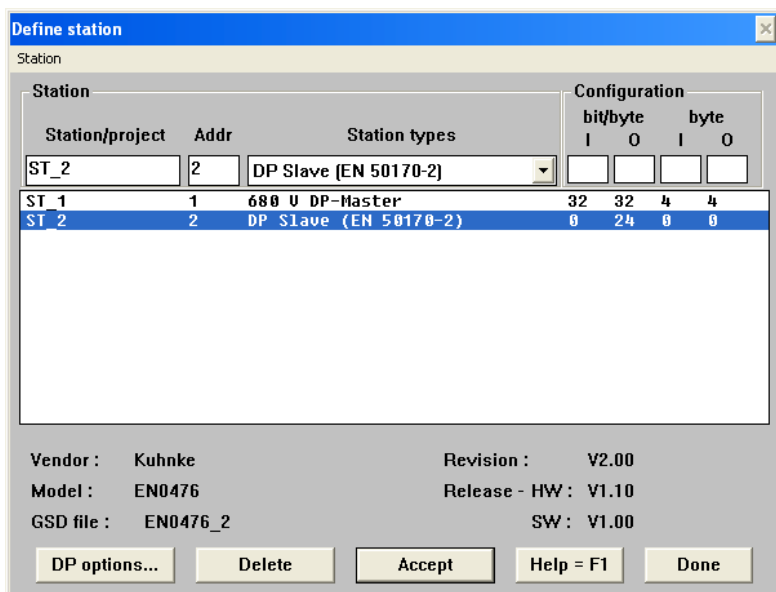 Define station
Station
Station Configuration
bit/byte byte
Station/project Addr Station types I O I O
ST_2 2 DP Slave (EN 50170-2)
ST_1 1 680 V DP-Master 32 32 4 4
ST_2 2 DP Slave (EN 50170-2) 0 24 0 0
Vendor : Kuhnke Revision : V2.00
Model : EN0476 Release - HW : V1.10
GSD file : EN0476_2 SW : V1.00
DP options... Delete Accept Help = F1 Done